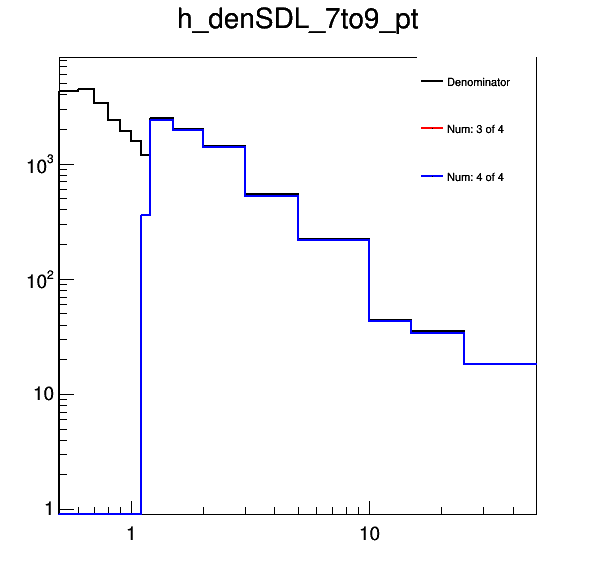 h_denSDL_7to9_pt
Denominator
Num: 3 of 4
Num: 4 of 4
10³
10²
10
1
1
10